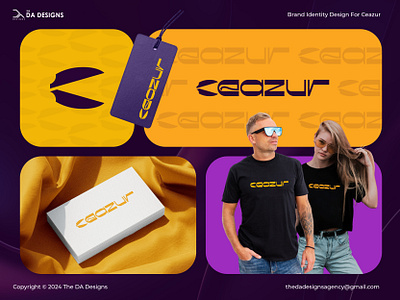 THE
DA DESIGNS
Brand Identity Design For Ceazur
ceazur
ceazur
ceazur
ceazur
ceazur
Copyright © 2024 The DA Designs.
thedadesignsagency@gmail.com